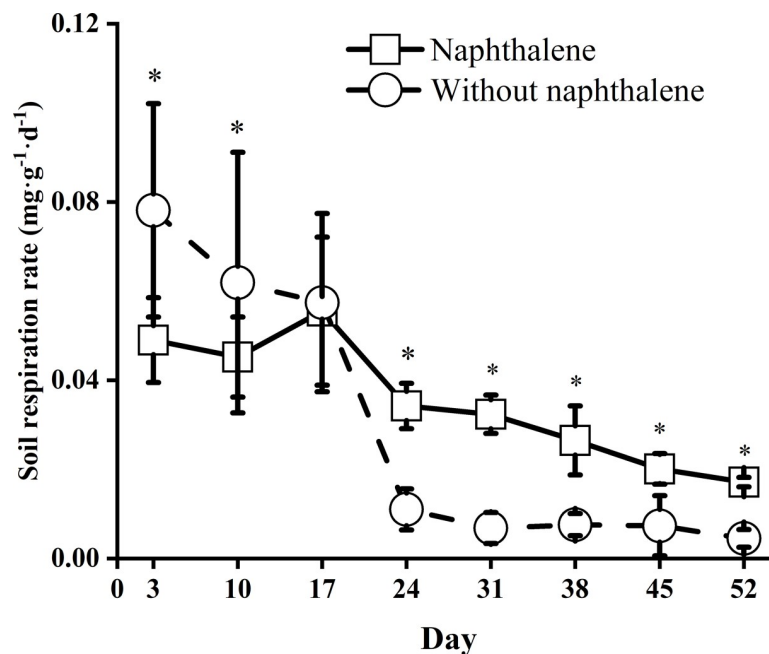 0.12
Naphthalene
Without naphthalene
* * * * * * *
0.08
0.04
0.00
Soil respiration rate (mg·g⁻¹·d⁻¹)
0 3 10 17 24 31 38 45 52
Day